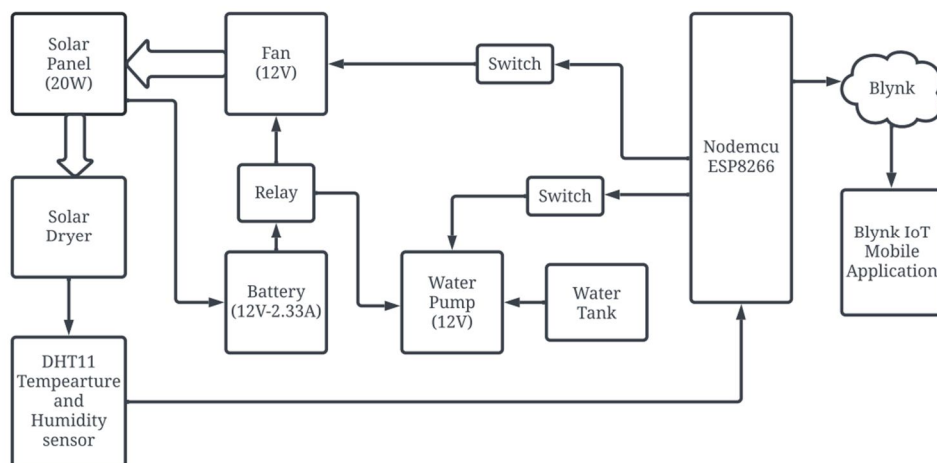 Solar
Panel
(20W)
Fan
(12V)
Switch
Nodemcu
ESP8266
Blynk
Solar
Dryer
Relay
Switch
Blynk IoT
Mobile
Application
Battery
(12V-2.33A)
Water
Pump
(12V)
Water
Tank
DHT11
Tempearture
and
Humidity
sensor